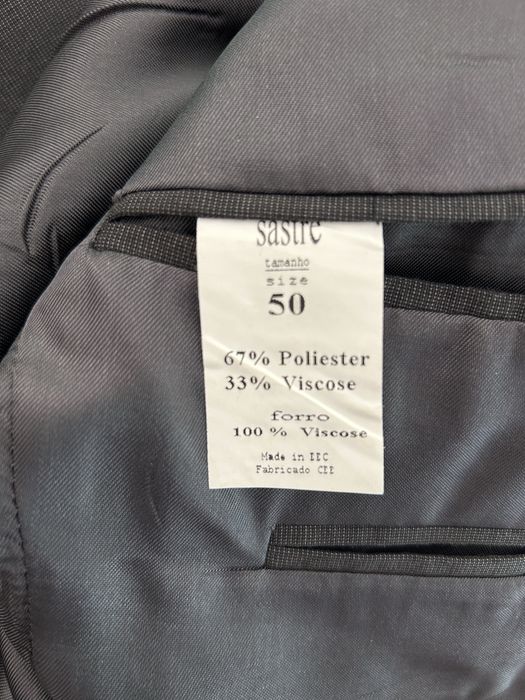 sastre
tamanho
size
50
67% Poliester
33% Viscose
forro
100 % Viscose
Made in EEC
Fabricado CEE